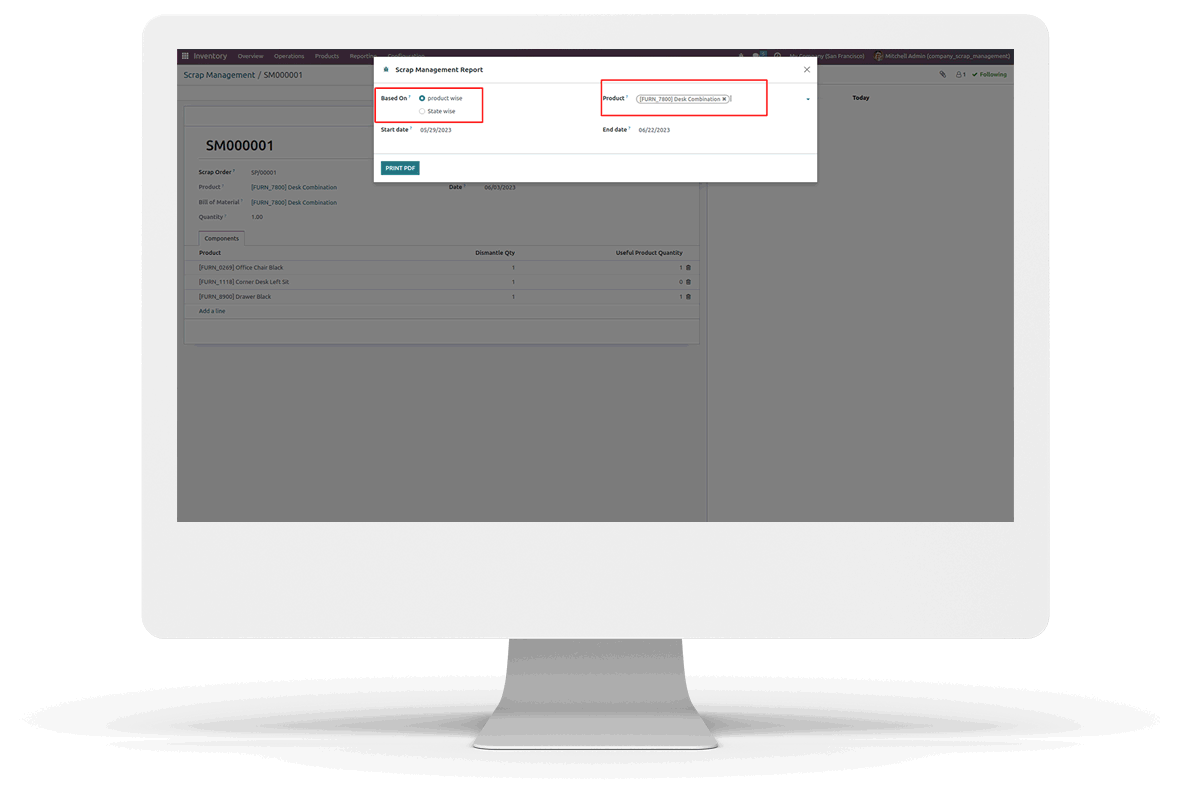 Inventory Overview Operations Products Reporting Configuration My Company (San Francisco) Mitchell Admin (company_scrap_management)
Scrap Management / SM000001 1 Following
Scrap Management Report
Based On ? product wise Product ? [FURN_7800] Desk Combination
State wise
Start date ? 05/29/2023 End date ? 06/22/2023
PRINT PDF
Today
SM000001
Scrap Order ? SP/00001
Product ? [FURN_7800] Desk Combination Date ? 06/03/2023
Bill of Material ? [FURN_7800] Desk Combination
Quantity ? 1.00
Components
Product Dismantle Qty Useful Product Quantity
[FURN_0269] Office Chair Black 1 1
[FURN_1118] Corner Desk Left Sit 1 0
[FURN_8900] Drawer Black 1 1
Add a line